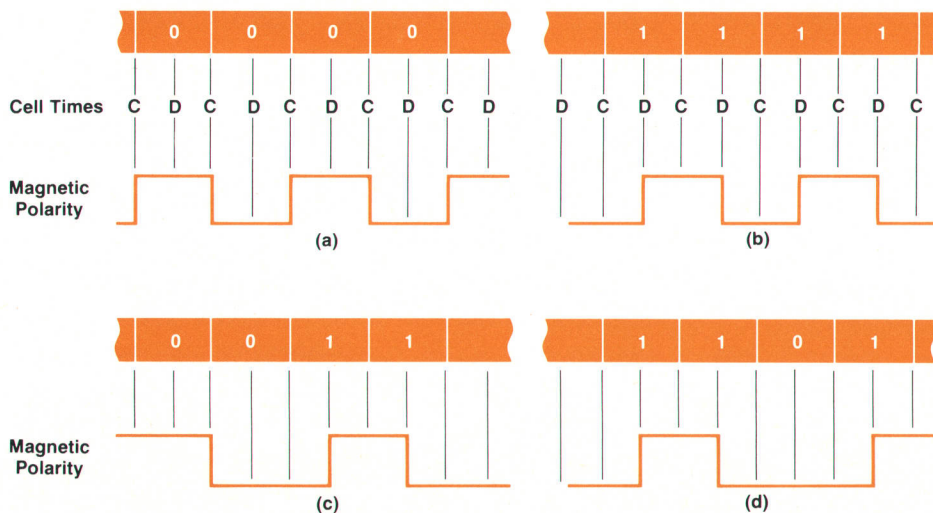 0 0 0 0
1 1 1 1
Cell Times C D C D C D C D C D
D C D C D C D C D C
Magnetic
Polarity
(a)
(b)
0 0 1 1
1 1 0 1
Magnetic
Polarity
(c)
(d)